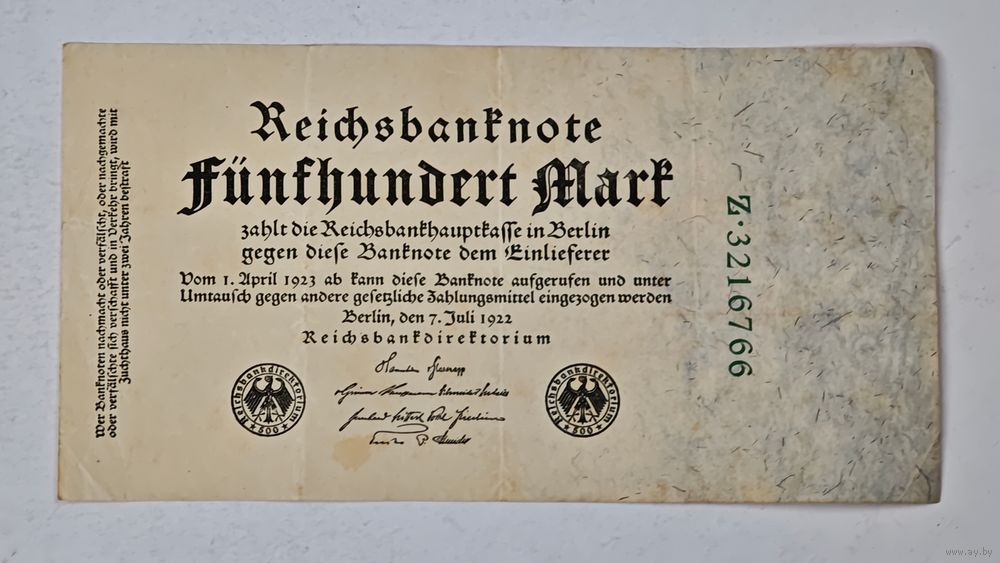 Reichsbanknote
Fünfhundert Mark
zahlt die Reichsbankhauptkasse in Berlin
gegen diese Banknote dem Einlieferer
Vom 1. April 1923 ab kann diese Banknote aufgerufen und unter
Umtausch gegen andere gesetzliche Zahlungsmittel eingezogen werden
Berlin, den 7. Juli 1922
Reichsbankdirektorium
Reichsbankdirektorium
500
Reichsbankdirektorium
500
Wer Banknoten nachmacht oder verfälscht, oder nachgemachte
oder verfälschte sich verschafft und in Verkehr bringt, wird mit
Zuchthaus nicht unter zwei Jahren bestraft
Z·3216766
www.ay.by